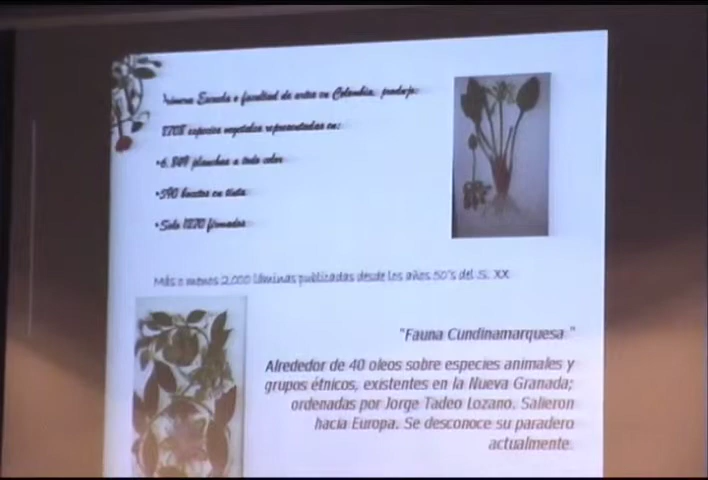 Primera Escuela o facultad de artes en Colombia, produjo:
2708 especies vegetales representadas en:
•6.849 planchas a todo color
•590 bocetos en tinta
•Solo 1220 firmadas
Más o menos 2.000 láminas publicadas desde los años 50's del S. XX
"Fauna Cundinamarquesa "
Alrededor de 40 oleos sobre especies animales y
grupos étnicos, existentes en la Nueva Granada;
ordenadas por Jorge Tadeo Lozano. Salieron
hacia Europa. Se desconoce su paradero
actualmente.